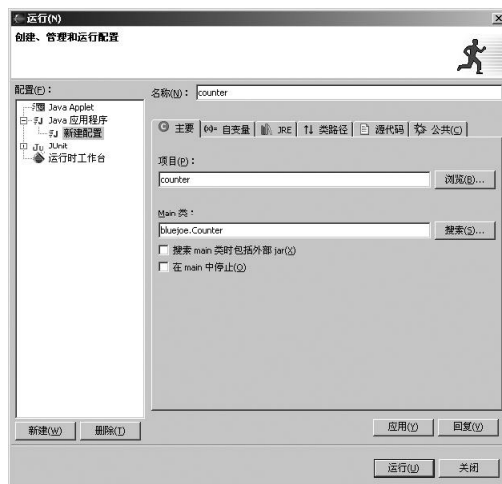 运行(N)
创建、管理和运行配置
配置(F)：
Java Applet
Java 应用程序
新建配置
JUnit
运行时工作台
新建(W)
删除(T)
名称(N)： counter
主要
自变量
JRE
类路径
源代码
公共(C)
项目(P)：
counter
浏览(B)...
Main 类：
bluejoe.Counter
搜索(S)...
搜索 main 类时包括外部 jar(X)
在 main 中停止(O)
应用(Y)
回复(V)
运行(U)
关闭